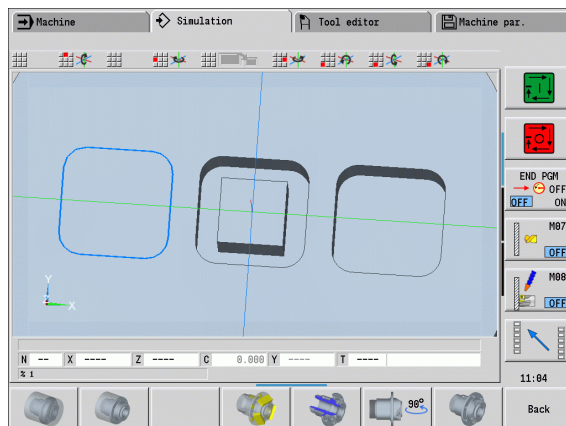 Machine
Simulation
Tool editor
Machine par.
END PGM
OFF
OFF ON
M07
OFF
M08
OFF
Y
Z X
N -- X ---- Z ---- C 0.000 Y ---- T ----
% 1
11:04
90°
Back